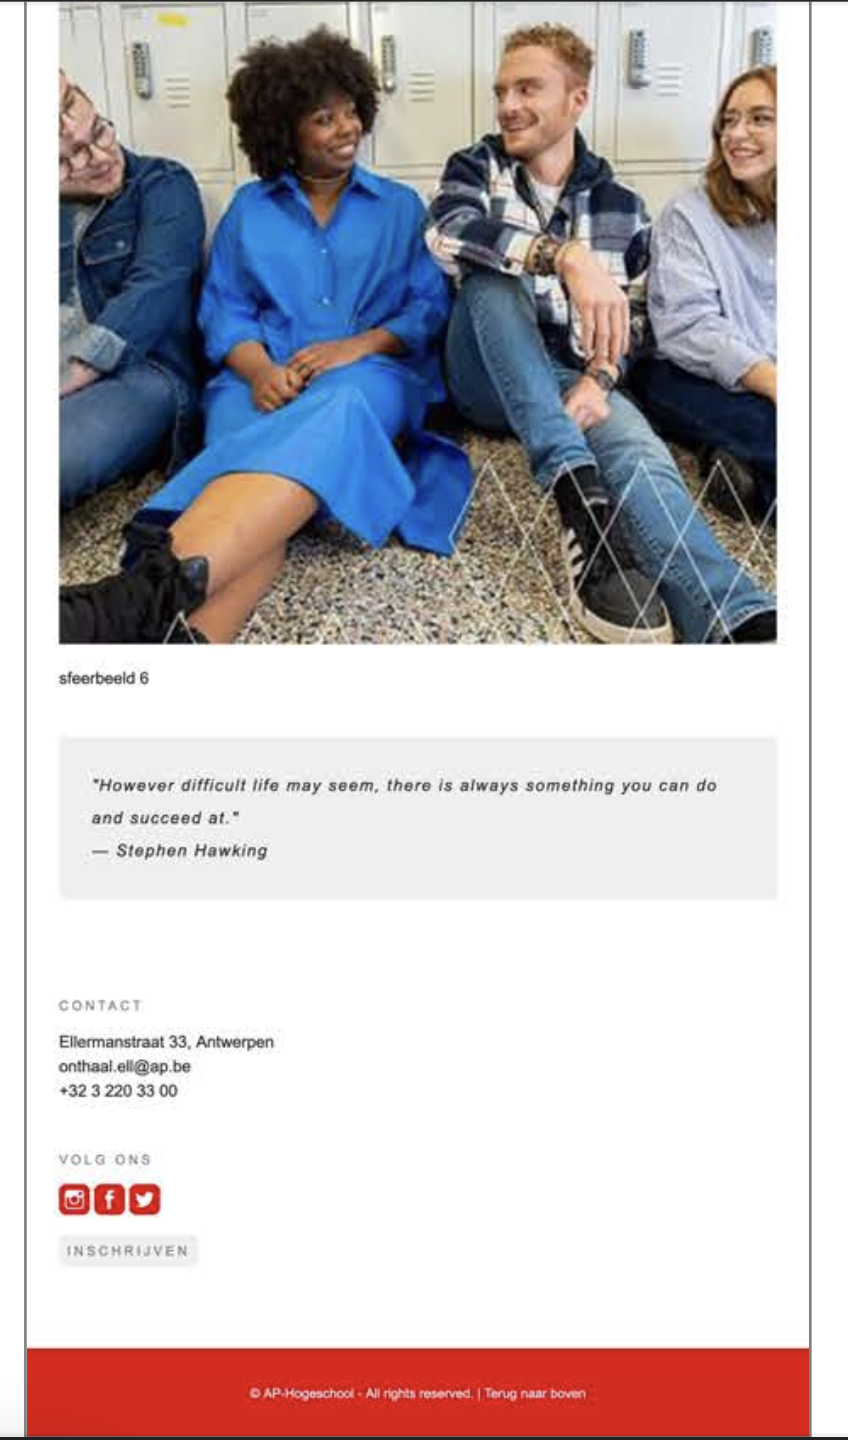 sfeerbeeld 6
"However difficult life may seem, there is always something you can do
and succeed at."
— Stephen Hawking
CONTACT
Ellermanstraat 33, Antwerpen
onthaal.ell@ap.be
+32 3 220 33 00
VOLG ONS
INSCHRIJVEN
© AP-Hogeschool - All rights reserved. | Terug naar boven